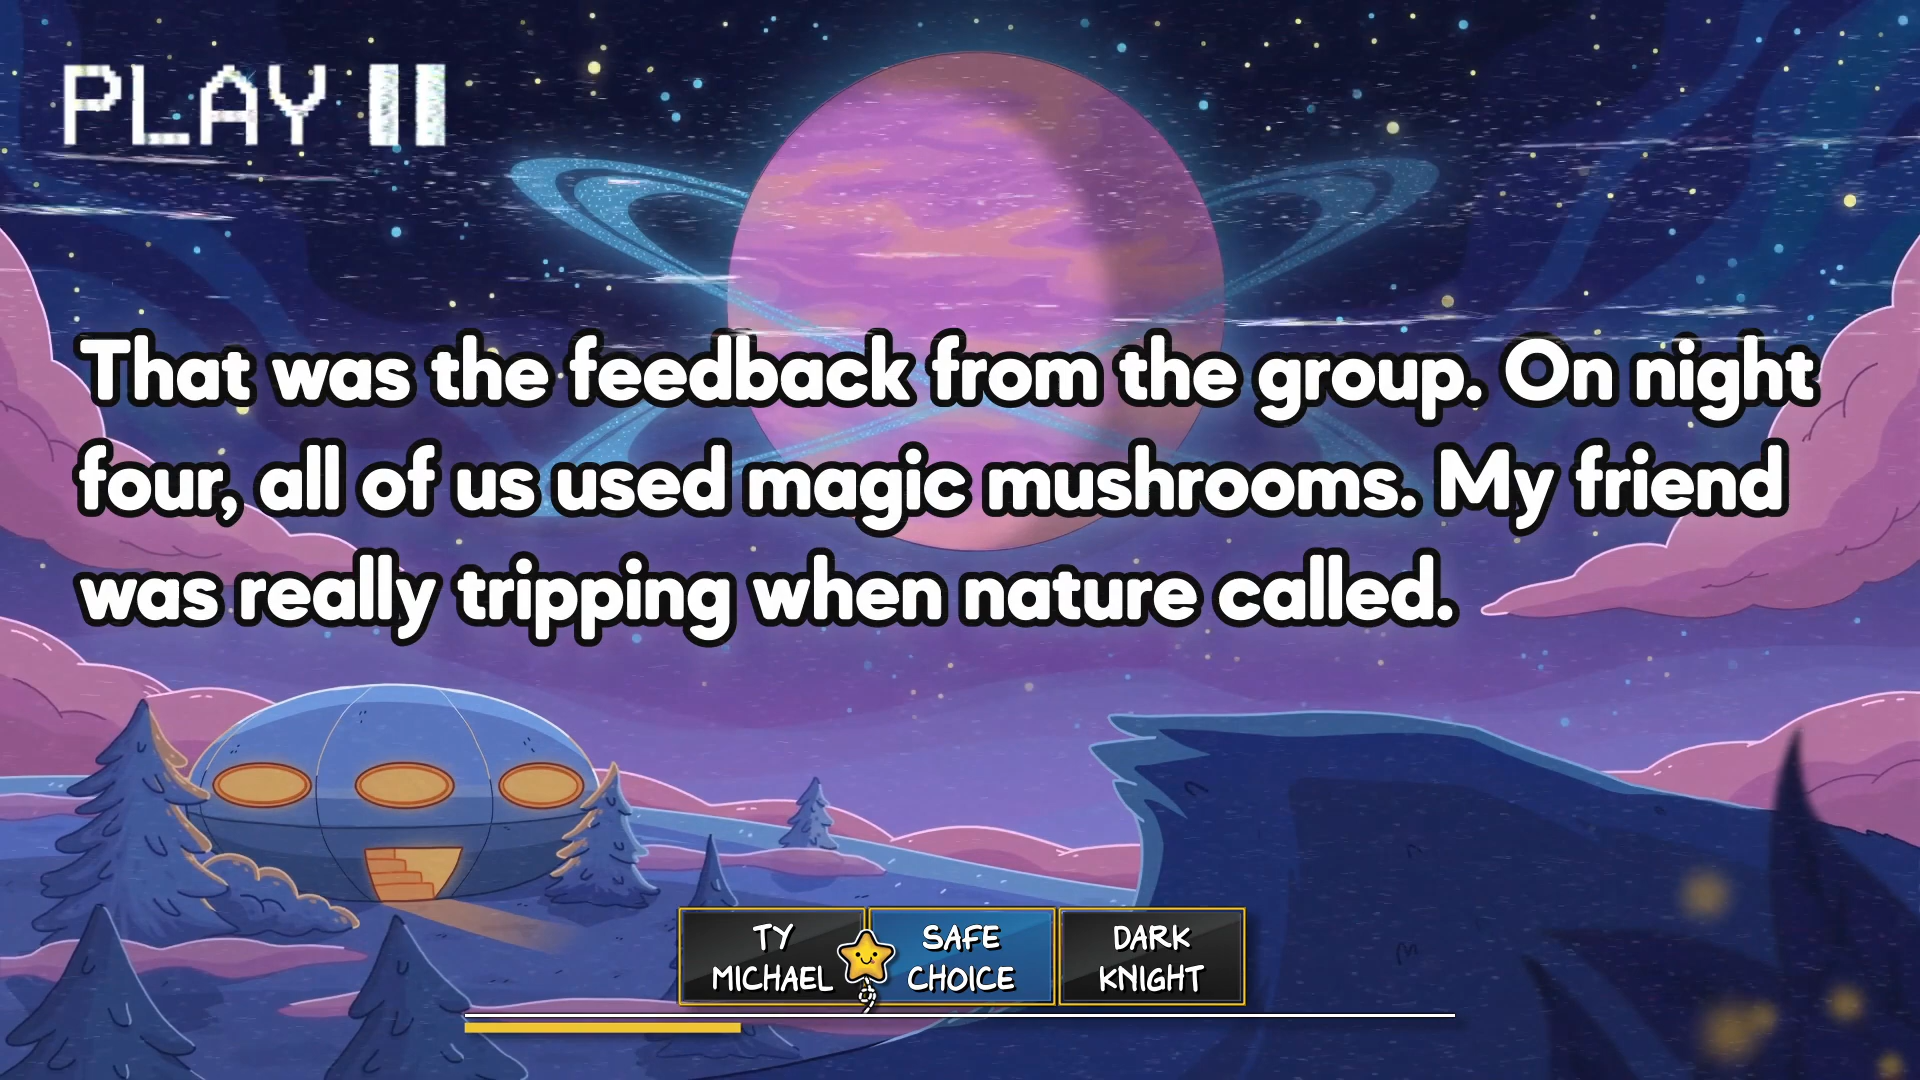 PLAY
That was the feedback from the group. On night
four, all of us used magic mushrooms. My friend
was really tripping when nature called.
TY
MICHAEL
SAFE
CHOICE
DARK
KNIGHT